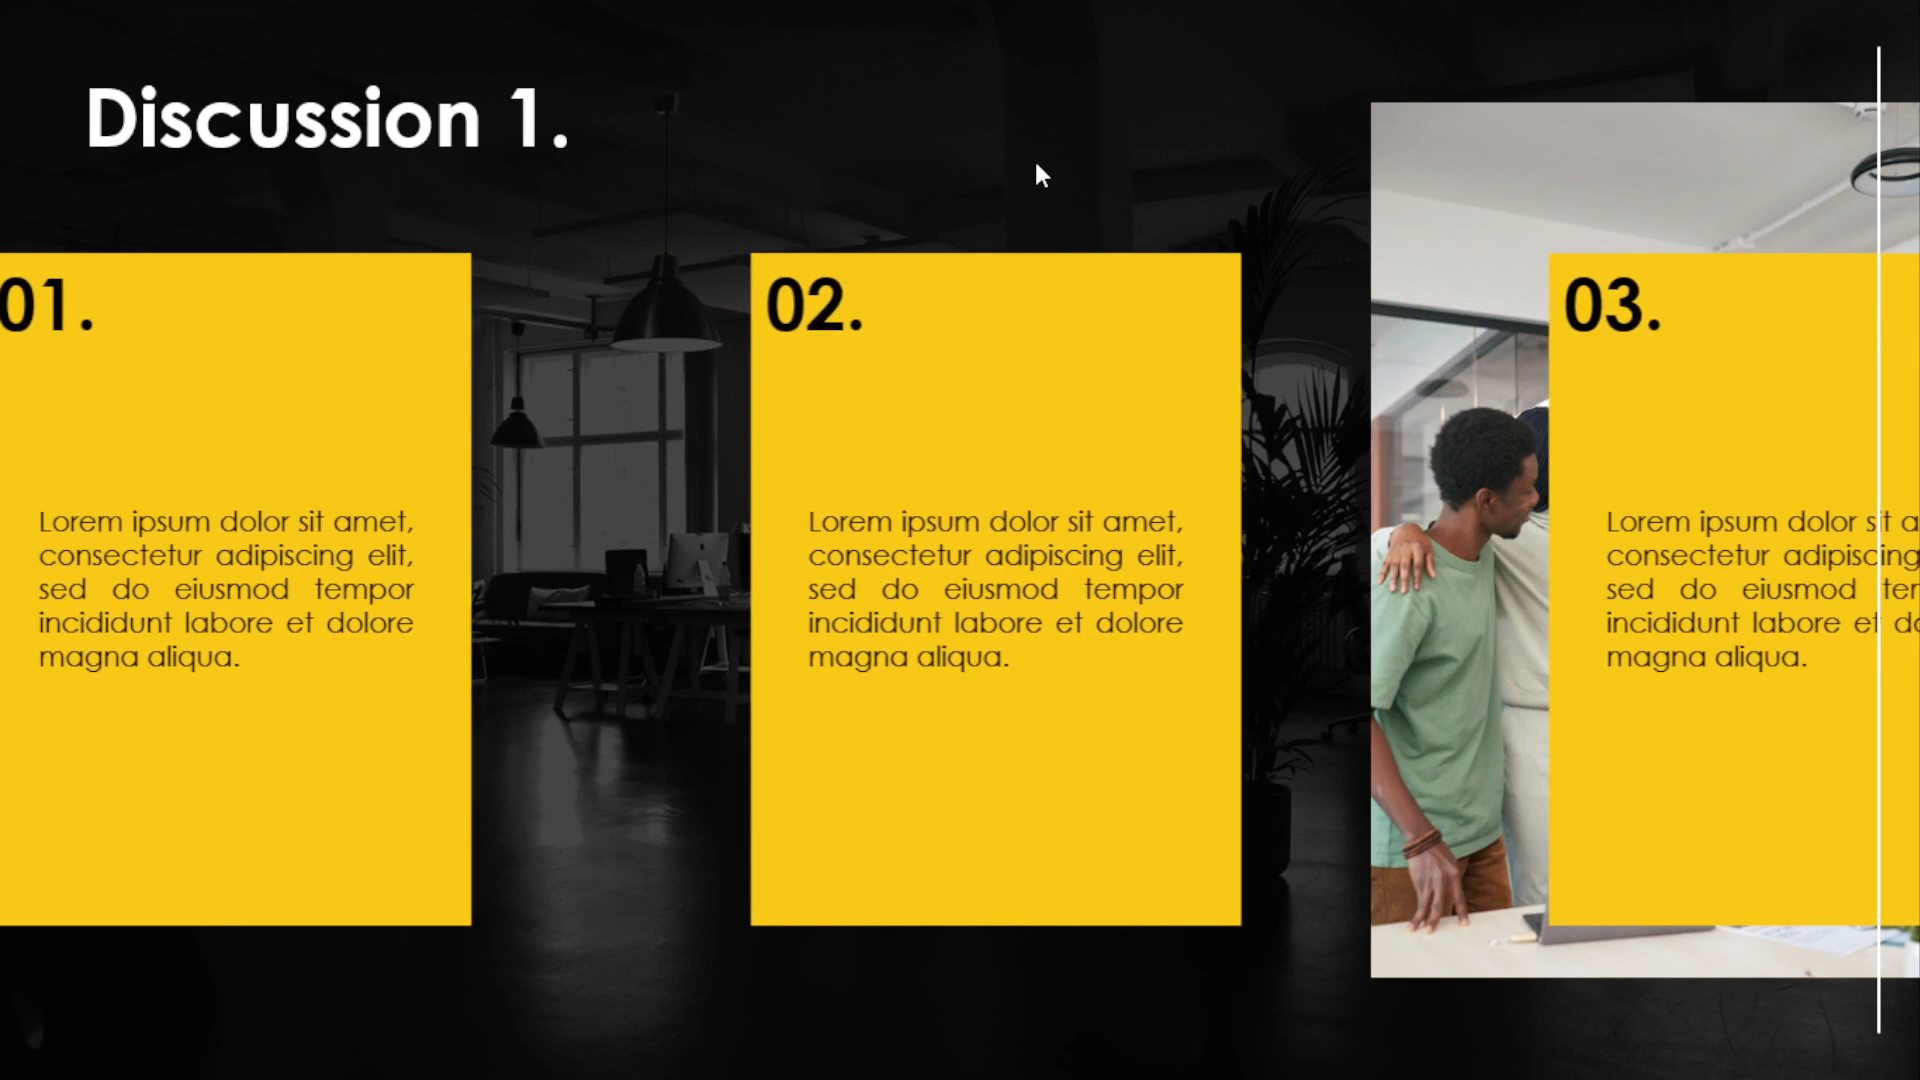 Discussion 1.
01.
Lorem ipsum dolor sit amet,
consectetur adipiscing elit,
sed do eiusmod tempor
incididunt labore et dolore
magna aliqua.
02.
Lorem ipsum dolor sit amet,
consectetur adipiscing elit,
sed do eiusmod tempor
incididunt labore et dolore
magna aliqua.
03.
Lorem ipsum dolor sit
consectetur adipiscing
sed do eiusmod
incididunt labore et
magna aliqua.